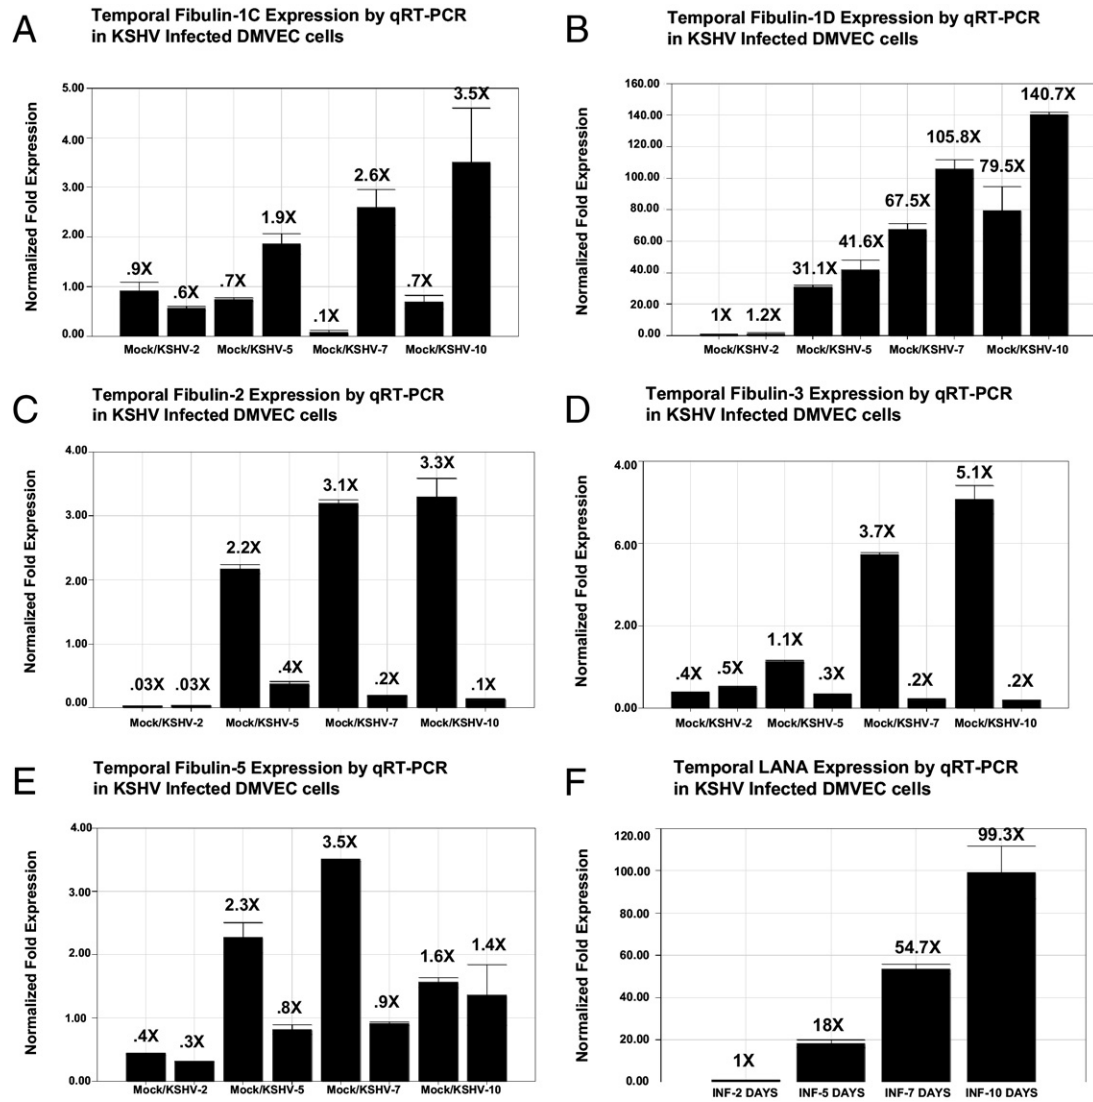 A
Temporal Fibulin-1C Expression by qRT-PCR
in KSHV Infected DMVEC cells
Normalized Fold Expression
5.00
4.00
3.00
2.00
1.00
0.00
.9X
.6X
.7X
1.9X
.1X
2.6X
.7X
3.5X
Mock/KSHV-2
Mock/KSHV-5
Mock/KSHV-7
Mock/KSHV-10
B
Temporal Fibulin-1D Expression by qRT-PCR
in KSHV Infected DMVEC cells
Normalized Fold Expression
160.00
140.00
120.00
100.00
80.00
60.00
40.00
20.00
0.00
1X
1.2X
31.1X
41.6X
67.5X
105.8X
79.5X
140.7X
Mock/KSHV-2
Mock/KSHV-5
Mock/KSHV-7
Mock/KSHV-10
C
Temporal Fibulin-2 Expression by qRT-PCR
in KSHV Infected DMVEC cells
Normalized Fold Expression
4.00
3.00
2.00
1.00
0.00
.03X
.03X
2.2X
.4X
3.1X
.2X
3.3X
.1X
Mock/KSHV-2
Mock/KSHV-5
Mock/KSHV-7
Mock/KSHV-10
D
Temporal Fibulin-3 Expression by qRT-PCR
in KSHV Infected DMVEC cells
Normalized Fold Expression
4.00
6.00
2.00
0.00
.4X
.5X
1.1X
.3X
3.7X
.2X
5.1X
.2X
Mock/KSHV-2
Mock/KSHV-5
Mock/KSHV-7
Mock/KSHV-10
E
Temporal Fibulin-5 Expression by qRT-PCR
in KSHV Infected DMVEC cells
Normalized Fold Expression
4.00
3.00
2.00
1.00
0.00
.4X
.3X
2.3X
.8X
3.5X
.9X
1.6X
1.4X
Mock/KSHV-2
Mock/KSHV-5
Mock/KSHV-7
Mock/KSHV-10
F
Temporal LANA Expression by qRT-PCR
in KSHV Infected DMVEC cells
Normalized Fold Expression
120.00
100.00
80.00
60.00
40.00
20.00
0.00
1X
18X
54.7X
99.3X
INF-2 DAYS
INF-5 DAYS
INF-7 DAYS
INF-10 DAYS